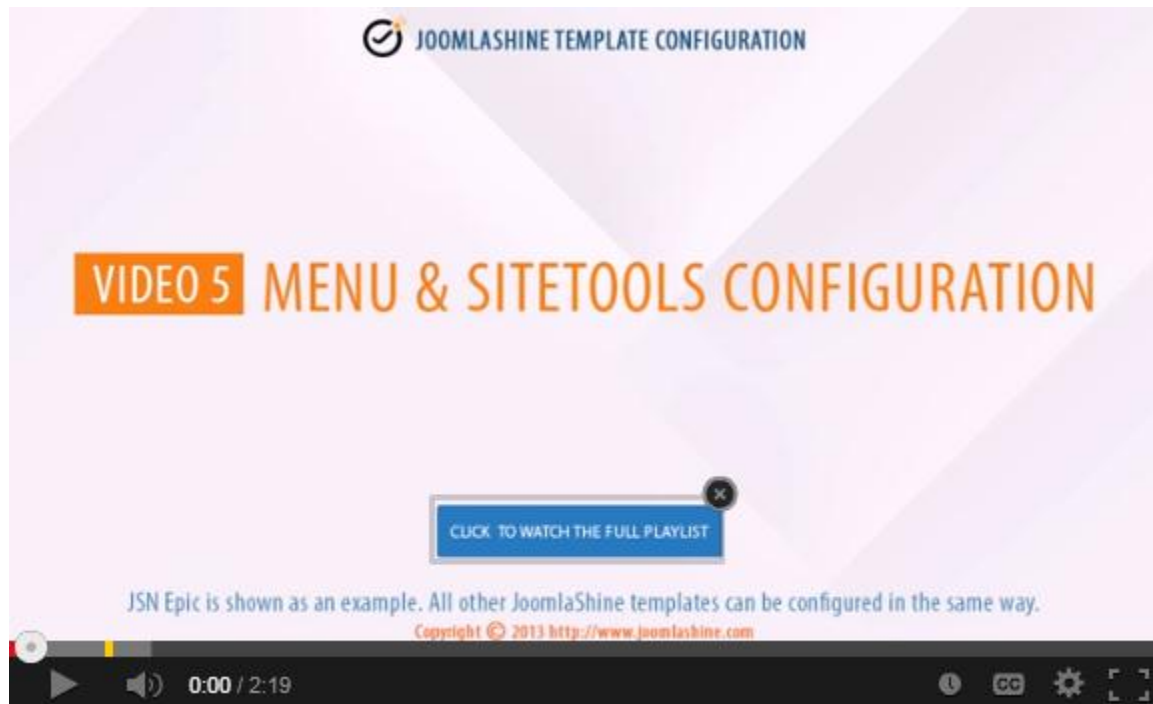 JOOMLASHINE TEMPLATE CONFIGURATION
VIDEO 5 MENU & SITETOOLS CONFIGURATION
CLICK TO WATCH THE FULL PLAYLIST
JSN Epic is shown as an example. All other JoomlaShine templates can be configured in the same way.
Copyright © 2013 http://www.joomlashine.com
0:00 / 2:19
CC